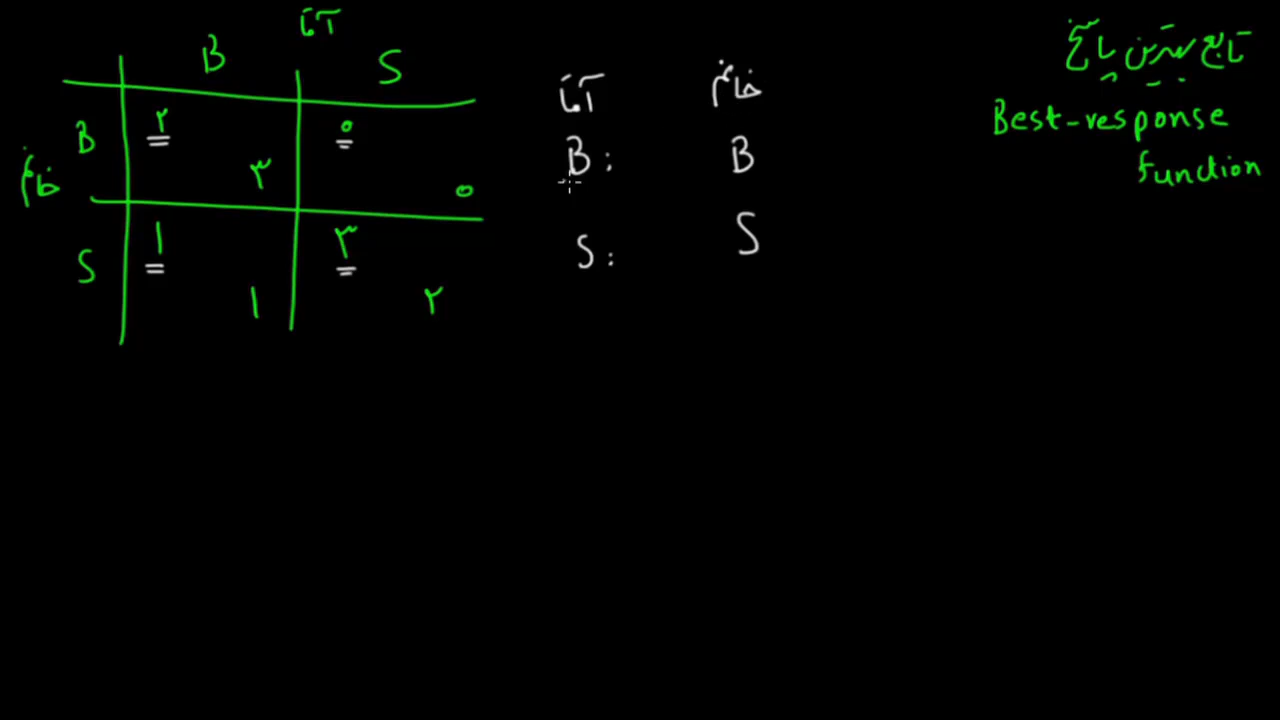 آقا
B S
B ۲ ۰
۳ ۰
خانم
S ۱ ۳
۱ ۲
آقا خانم
B: B
S: S
تابع بهترین پاسخ
Best-response
function